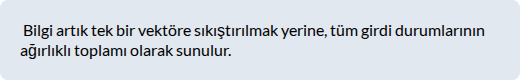 Bilgi artık tek bir vektöre sıkıştırılmak yerine, tüm girdi durumlarının
ağırlıklı toplamı olarak sunulur.